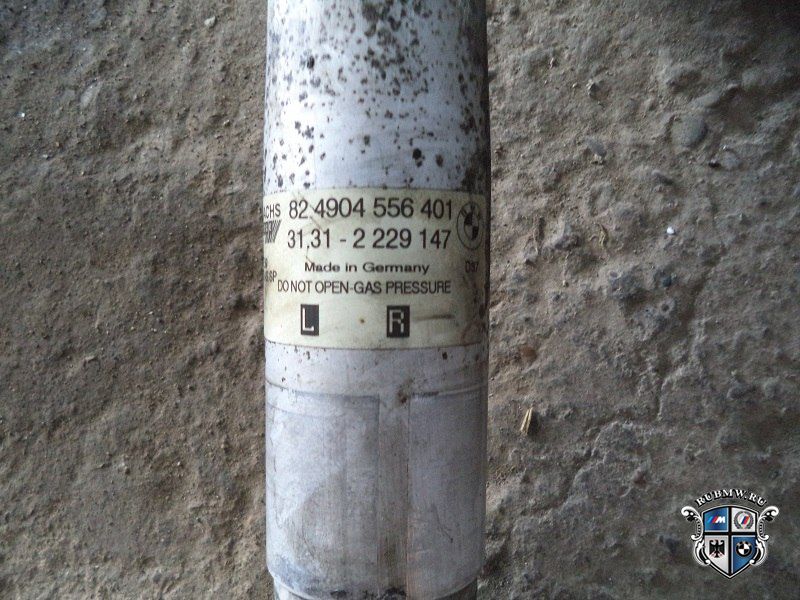 CHS 82 4904 556 401
31,31 - 2 229 147
Made in Germany
DO NOT OPEN-GAS PRESSURE
L R
RUBMW.RU